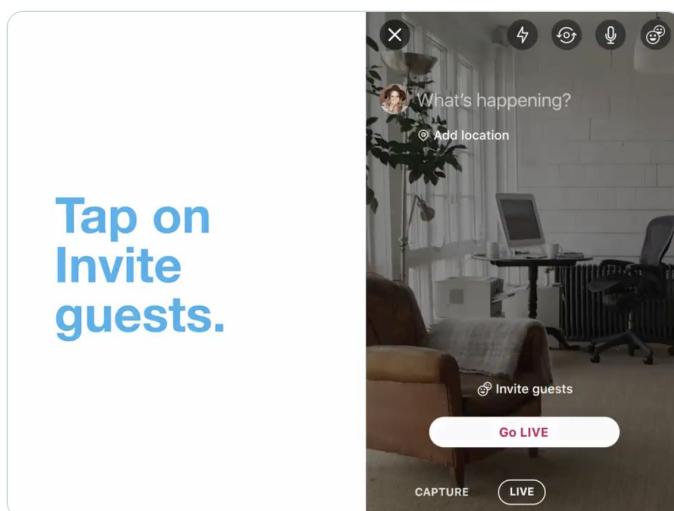 Tap on
Invite
guests.
What's happening?
Add location
Invite guests
Go LIVE
CAPTURE
LIVE